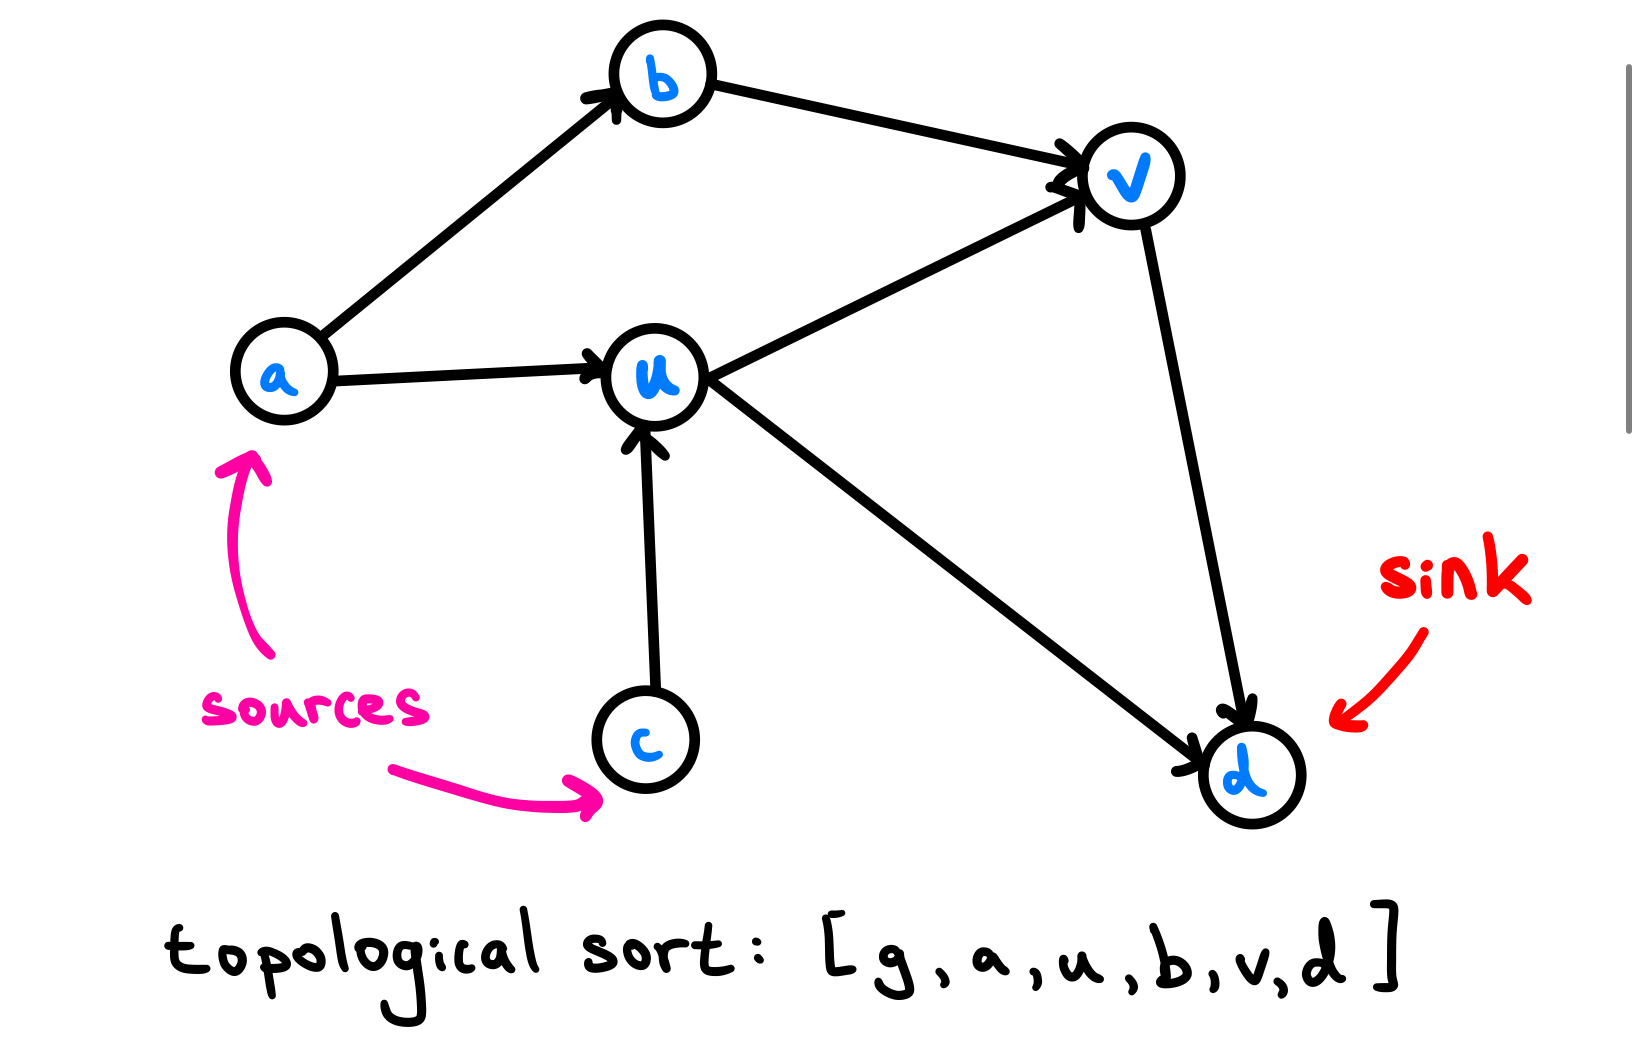 b
v
a
u
sink
sources
c
d
topological sort: [g, a, u, b, v, d]